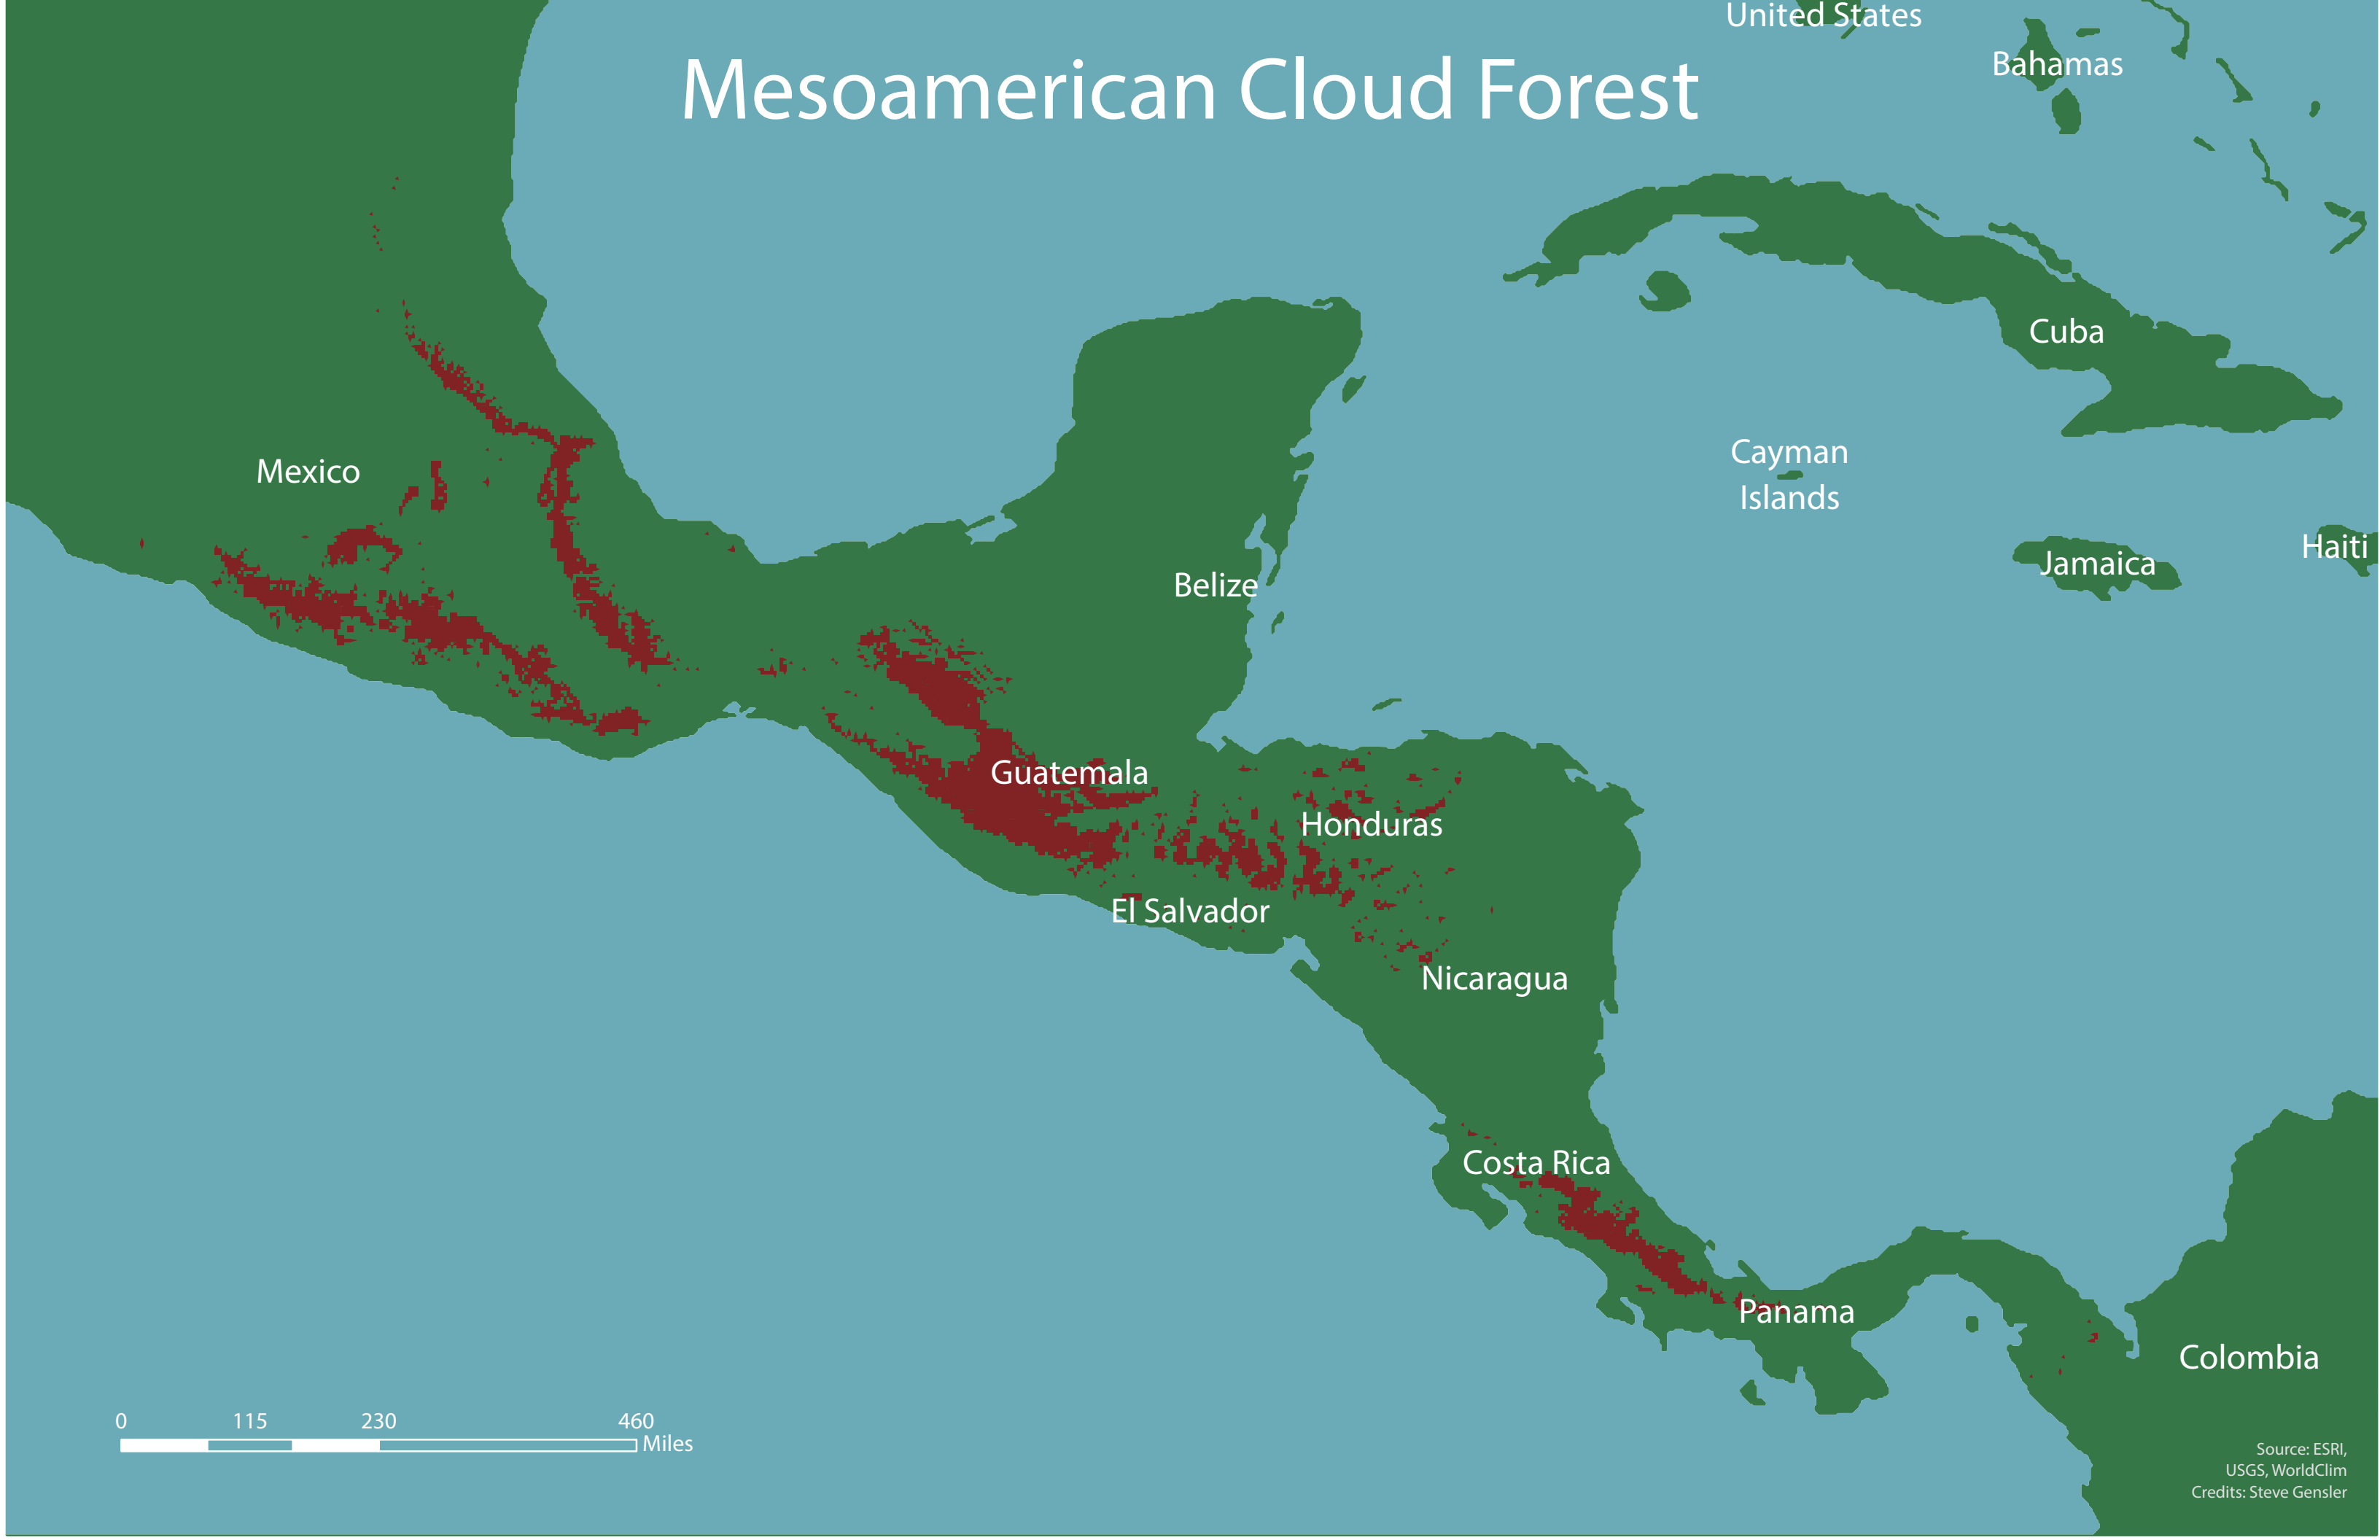 United States
Bahamas
Mesoamerican Cloud Forest
Cuba
Cayman
Islands
Mexico
Haiti
Jamaica
Belize
Guatemala
Honduras
El Salvador
Nicaragua
Costa Rica
Panama
Colombia
0 115 230 460
Miles
Source: ESRI,
USGS, WorldClim
Credits: Steve Gensler